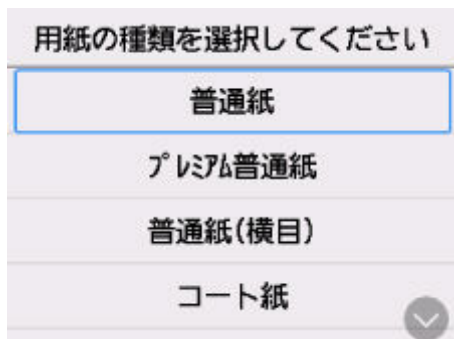 用紙の種類を選択してください
普通紙
プレミアム普通紙
普通紙(横目)
コート紙